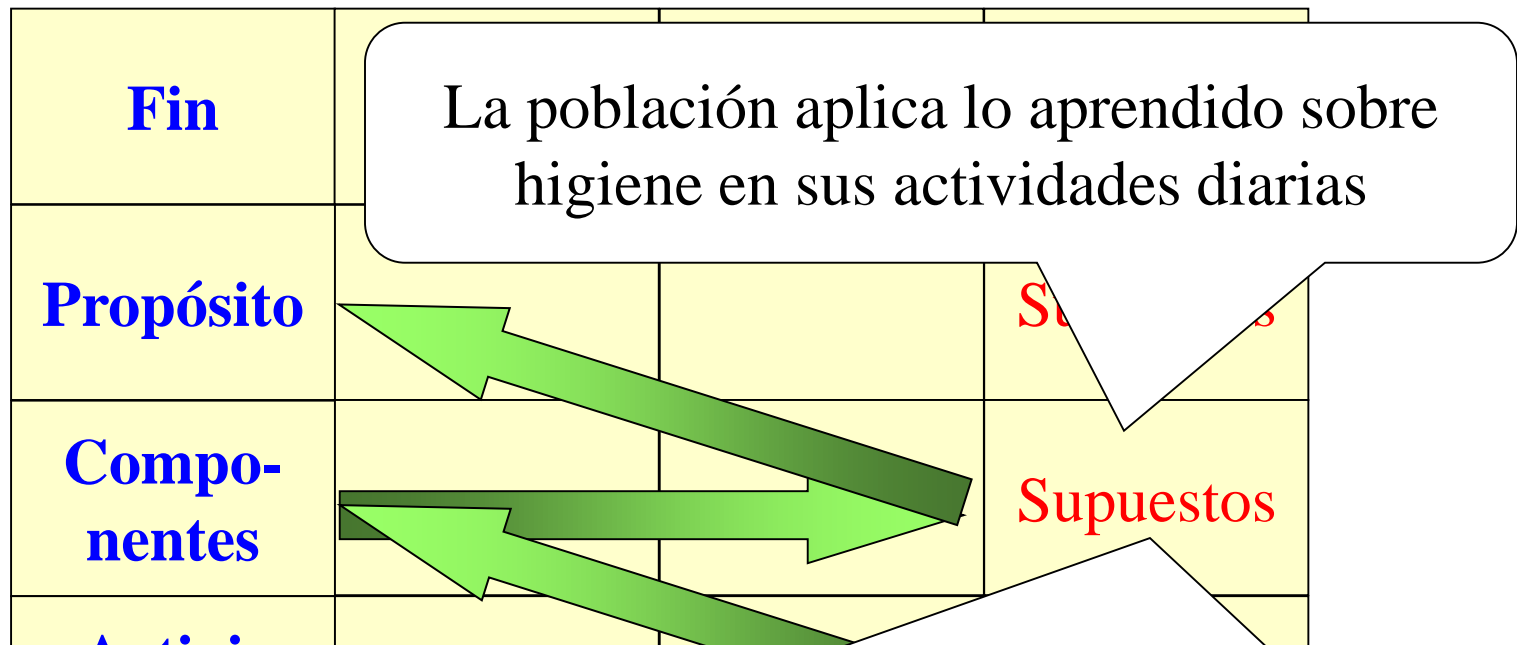 Fin
La población aplica lo aprendido sobre
higiene en sus actividades diarias
Propósito
Compo-
nentes
Supuestos